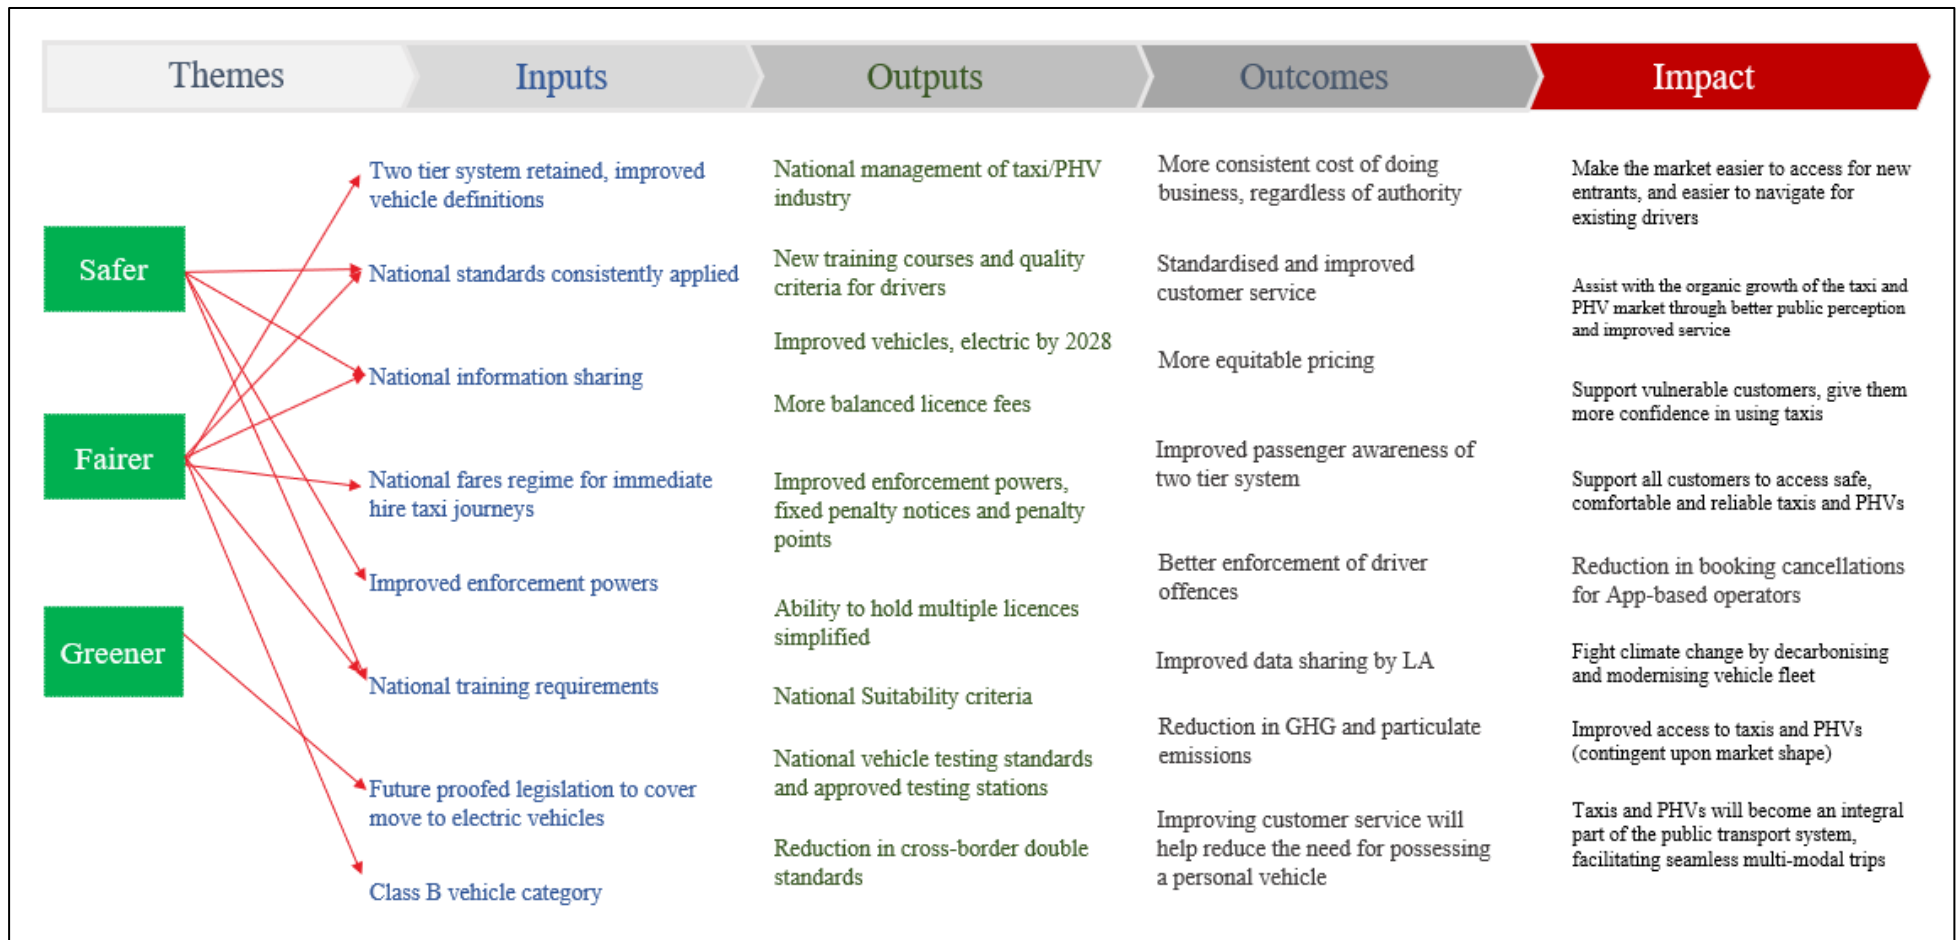 Themes
Inputs
Outputs
Outcomes
Impact
Safer
Fairer
Greener
Two tier system retained, improved
vehicle definitions
National standards consistently applied
National information sharing
National fares regime for immediate
hire taxi journeys
Improved enforcement powers
National training requirements
Future proofed legislation to cover
move to electric vehicles
Class B vehicle category
National management of taxi/PHV
industry
New training courses and quality
criteria for drivers
Improved vehicles, electric by 2028
More balanced licence fees
Improved enforcement powers,
fixed penalty notices and penalty
points
Ability to hold multiple licences
simplified
National Suitability criteria
National vehicle testing standards
and approved testing stations
Reduction in cross-border double
standards
More consistent cost of doing
business, regardless of authority
Standardised and improved
customer service
More equitable pricing
Improved passenger awareness of
two tier system
Better enforcement of driver
offences
Improved data sharing by LA
Reduction in GHG and particulate
emissions
Improving customer service will
help reduce the need for possessing
a personal vehicle
Make the market easier to access for new
entrants, and easier to navigate for
existing drivers
Assist with the organic growth of the taxi and
PHV market through better public perception
and improved service
Support vulnerable customers, give them
more confidence in using taxis
Support all customers to access safe,
comfortable and reliable taxis and PHVs
Reduction in booking cancellations
for App-based operators
Fight climate change by decarbonising
and modernising vehicle fleet
Improved access to taxis and PHVs
(contingent upon market shape)
Taxis and PHVs will become an integral
part of the public transport system,
facilitating seamless multi-modal trips